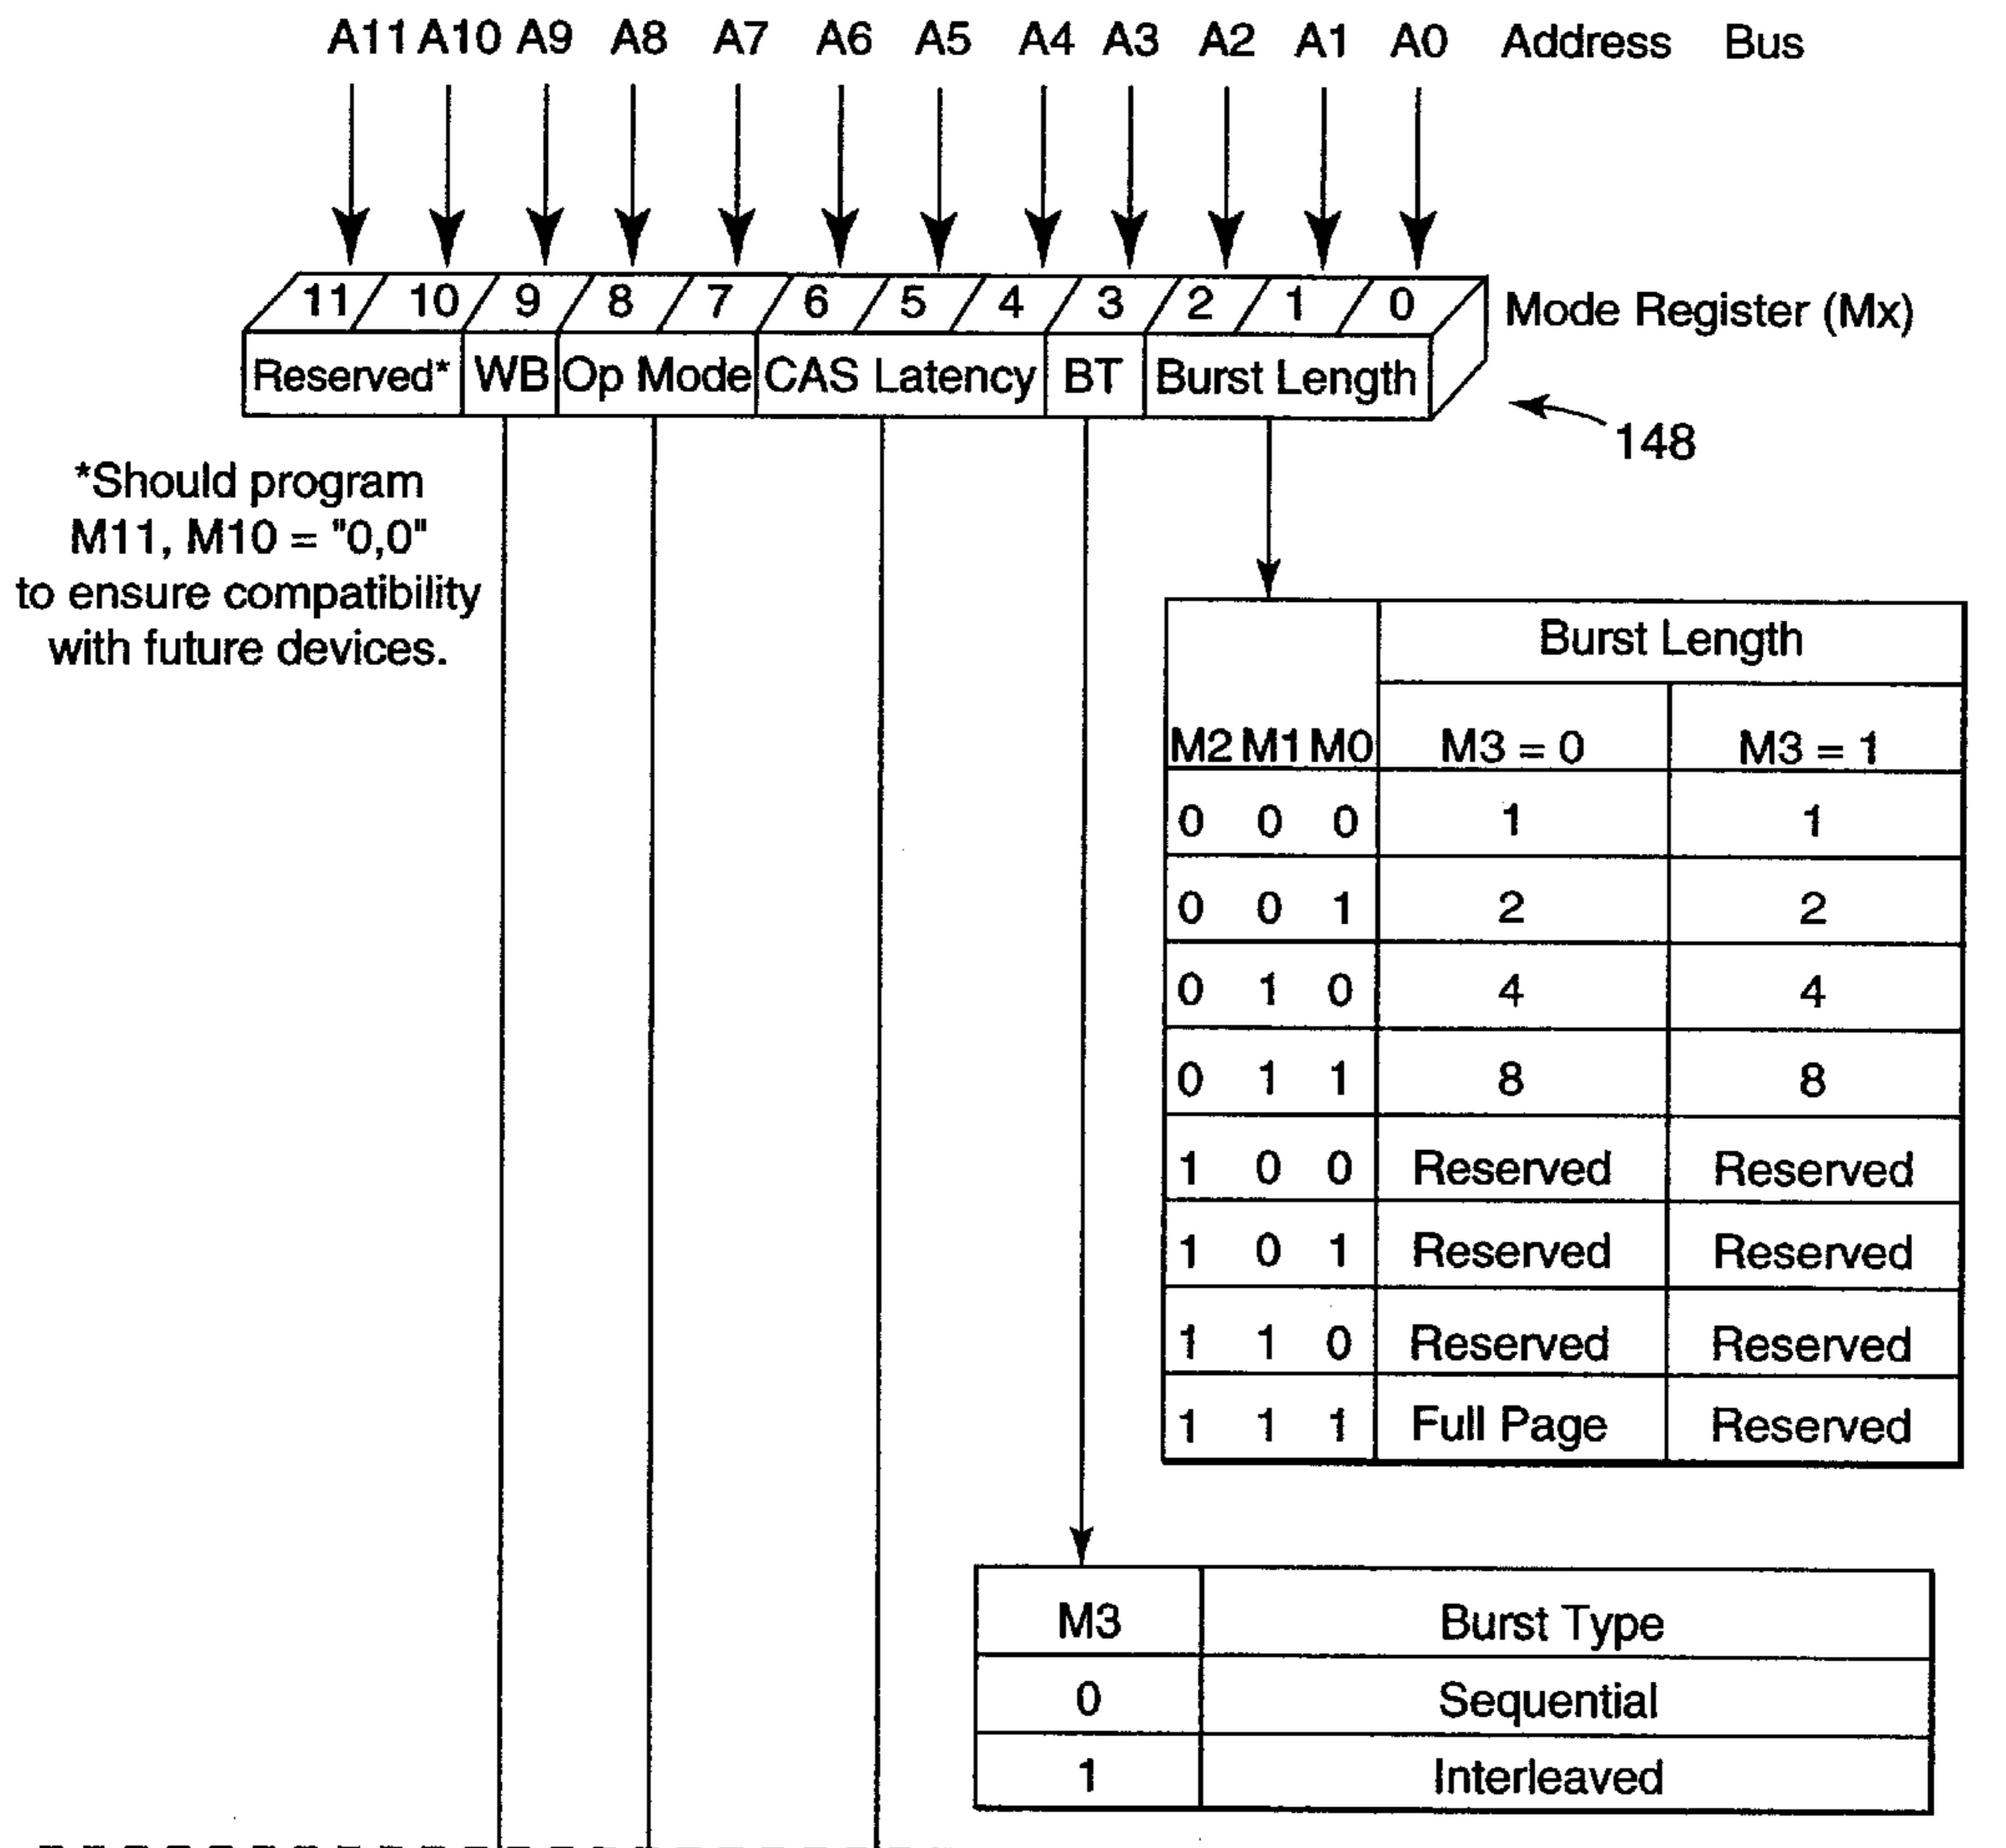 A11 A10 A9 A8 A7 A6 A5 A4 A3 A2 A1 A0 Address Bus
11 10 9 8 7 6 5 4 3 2 1 0 Mode Register (Mx)
Reserved* WB Op Mode CAS Latency BT Burst Length
148
*Should program
M11, M10 = "0,0"
to ensure compatibility
with future devices.
Burst Length
M2 M1 M0 M3 = 0 M3 = 1
0 0 0 1 1
0 0 1 2 2
0 1 0 4 4
0 1 1 8 8
1 0 0 Reserved Reserved
1 0 1 Reserved Reserved
1 1 0 Reserved Reserved
1 1 1 Full Page Reserved
M3 Burst Type
0 Sequential
1 Interleaved